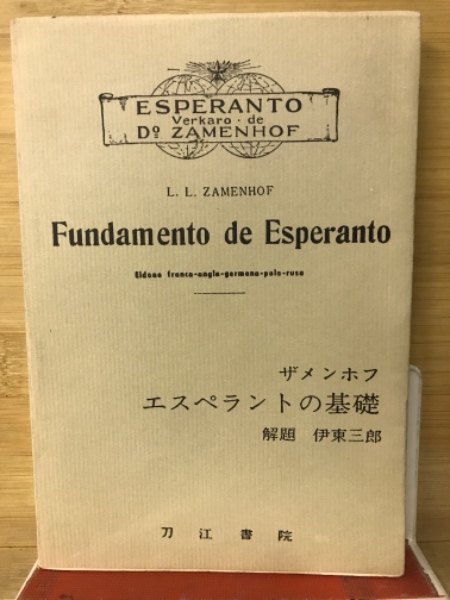 ESPERANTO
Verkaro · de
Dº ZAMENHOF
L. L. ZAMENHOF
Fundamento de Esperanto
Eldono franca-angla-germana-pola-rusa
ザメンホフ
エスペラントの基礎
解題 伊東三郎
刀江書院